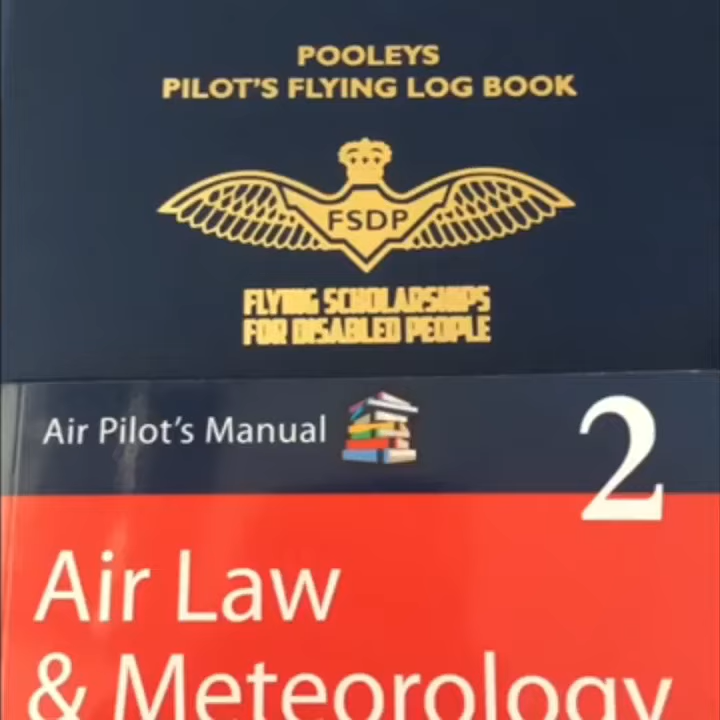 POOLEYS
PILOT'S FLYING LOG BOOK
FSDP
FLYING SCHOLARSHIPS
FOR DISABLED PEOPLE
Air Pilot's Manual
2
Air Law
& Meteorology